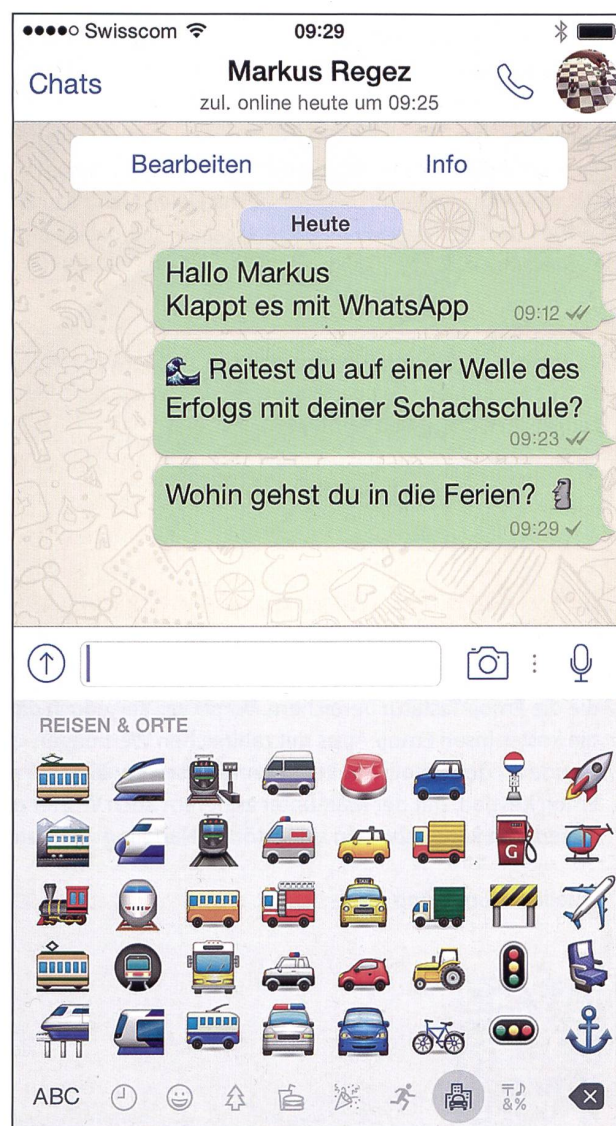 Swisscom 09:29
Chats Markus Regez
zul. online heute um 09:25
Bearbeiten Info
Heute
Hallo Markus
Klappt es mit WhatsApp 09:12
Reitest du auf einer Welle des
Erfolgs mit deiner Schachschule?
09:23
Wohin gehst du in die Ferien?
09:29
REISEN & ORTE
G
ABC &%